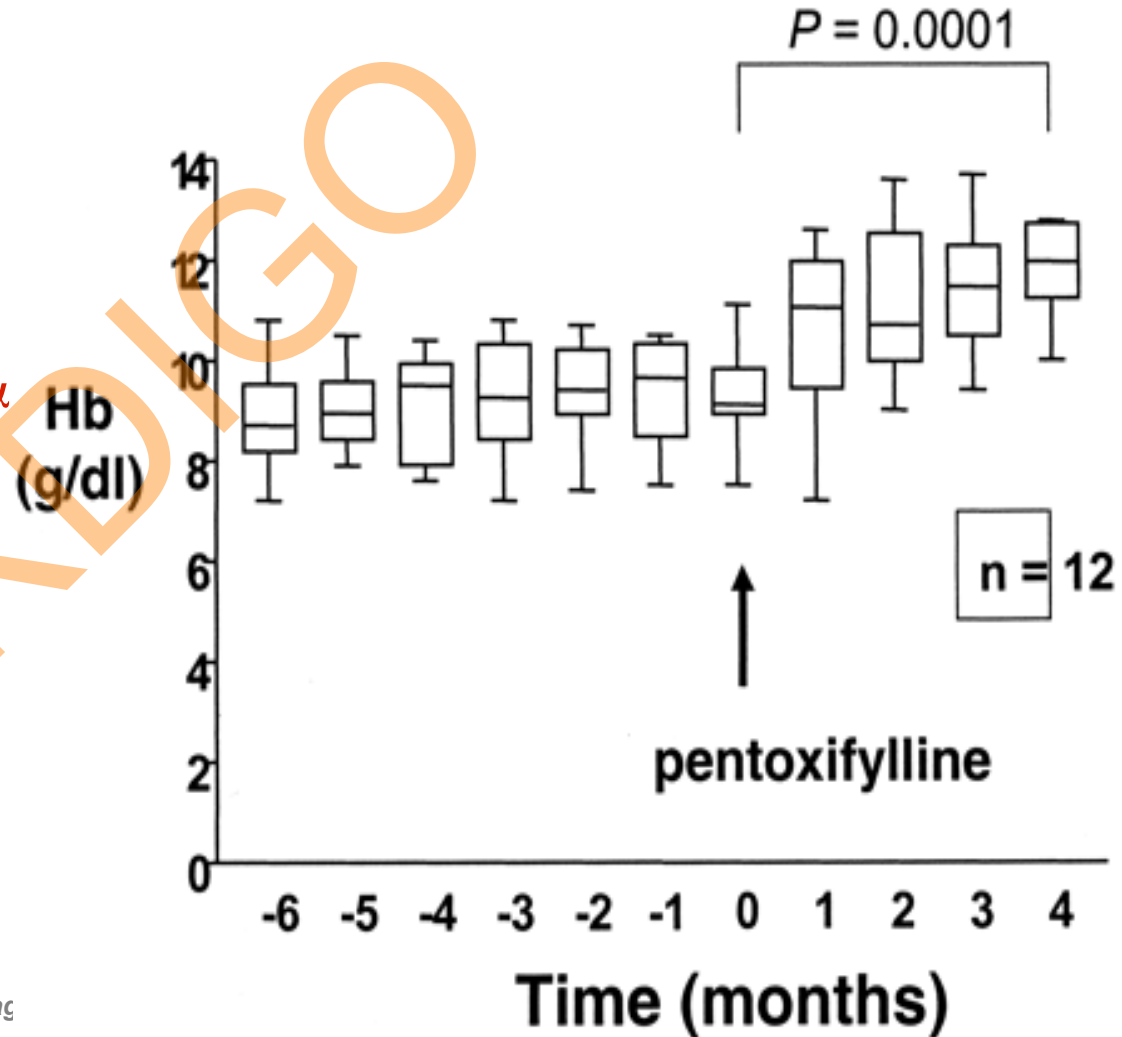 P = 0.0001
14
12
10
8
6
4
2
0
Hb
(g/dl)
α
n = 12
pentoxifylline
-6 -5 -4 -3 -2 -1 0 1 2 3 4
Time (months)
DIGO